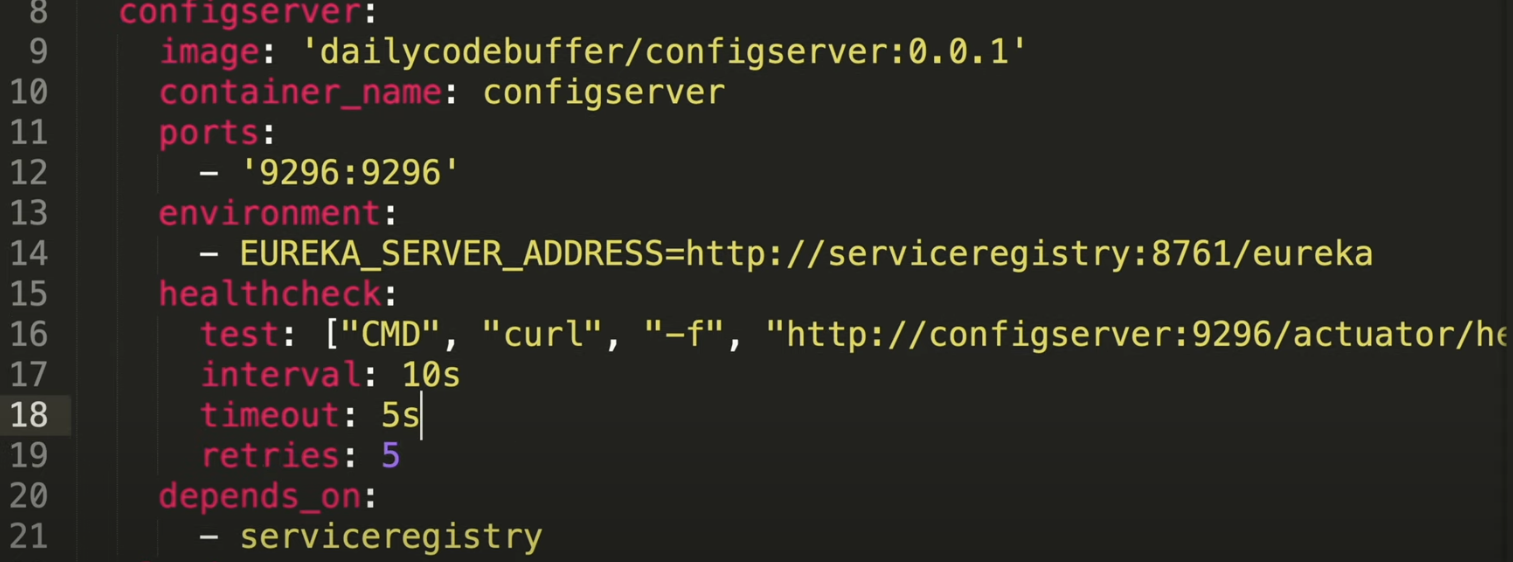 8 configserver:
9 image: 'dailycodebuffer/configserver:0.0.1'
10 container_name: configserver
11 ports:
12 - '9296:9296'
13 environment:
14 - EUREKA_SERVER_ADDRESS=http://serviceregistry:8761/eureka
15 healthcheck:
16 test: ["CMD", "curl", "-f", "http://configserver:9296/actuator/he
17 interval: 10s
18 timeout: 5s
19 retries: 5
20 depends_on:
21 - serviceregistry